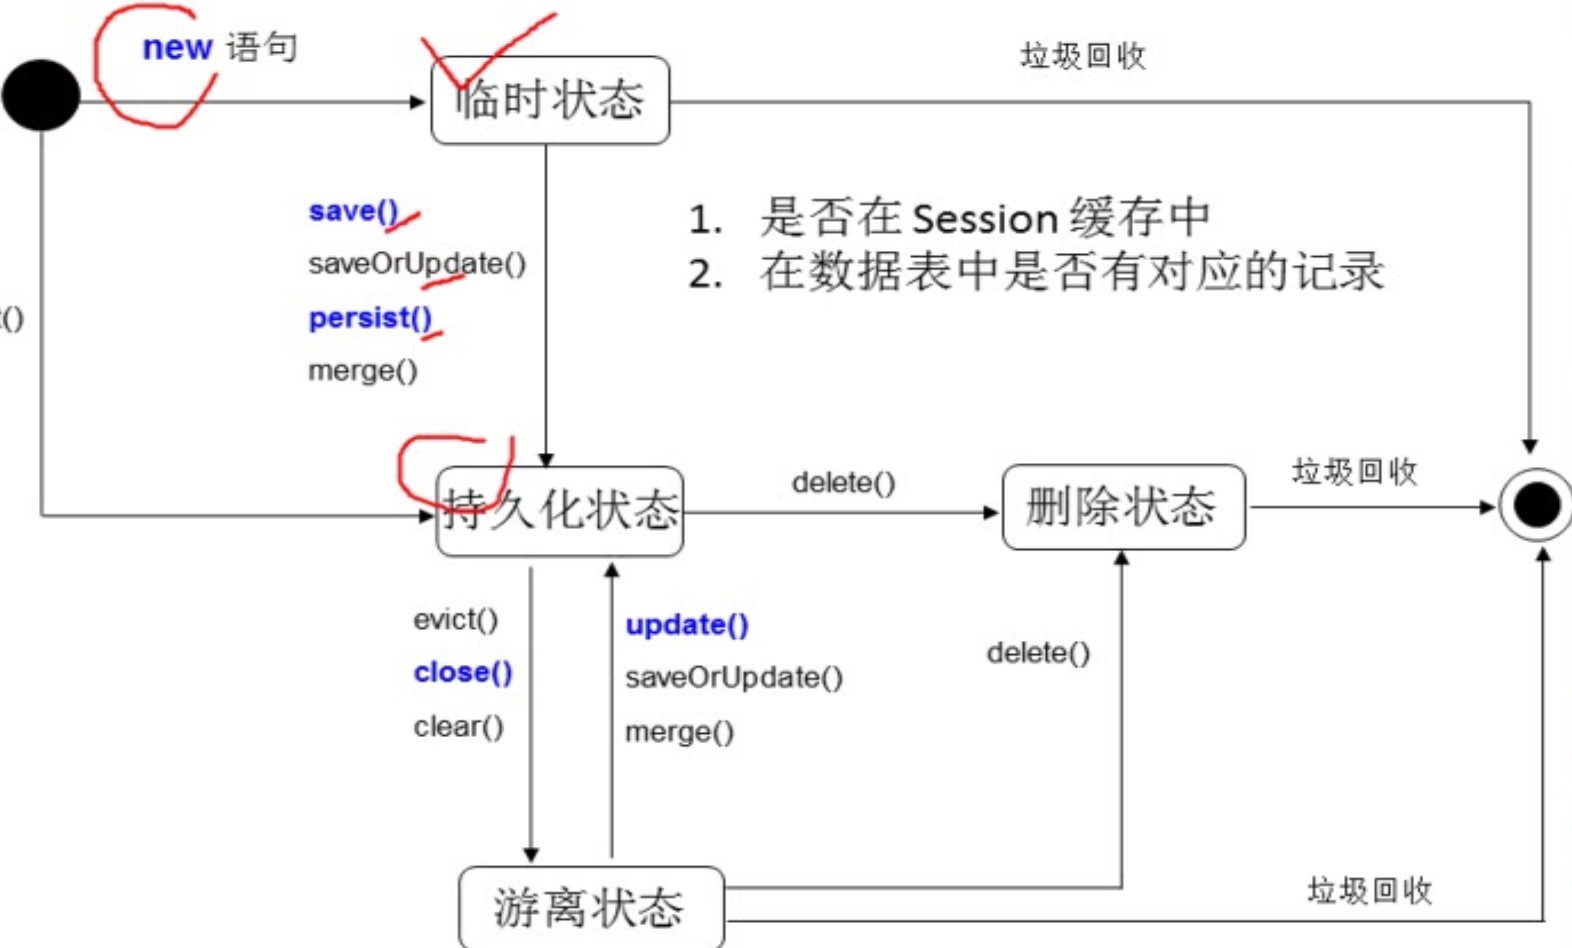 new 语句
垃圾回收
临时状态
save()
saveOrUpdate()
persist()
merge()
1. 是否在 Session 缓存中
2. 在数据表中是否有对应的记录
()
持久化状态
delete()
删除状态
垃圾回收
evict()
close()
clear()
update()
saveOrUpdate()
merge()
delete()
游离状态
垃圾回收